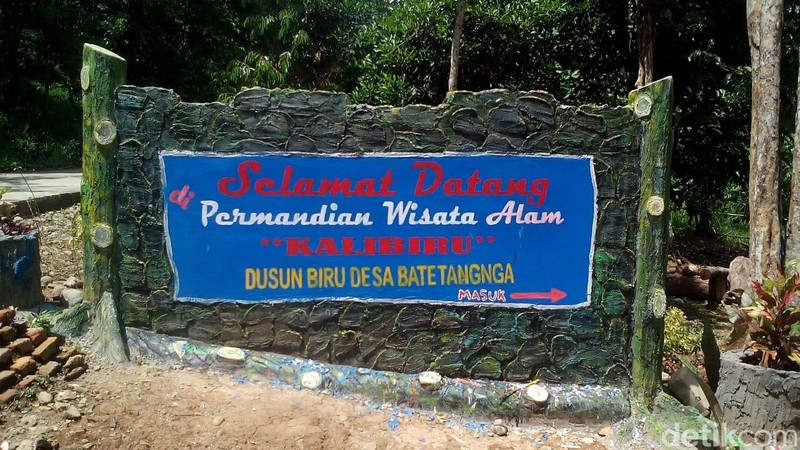 Selamat Datang
di Permandian Wisata Alam
"KALIBIRU"
DUSUN BIRU DESA BATETANGNGA
MASUK
detikcom